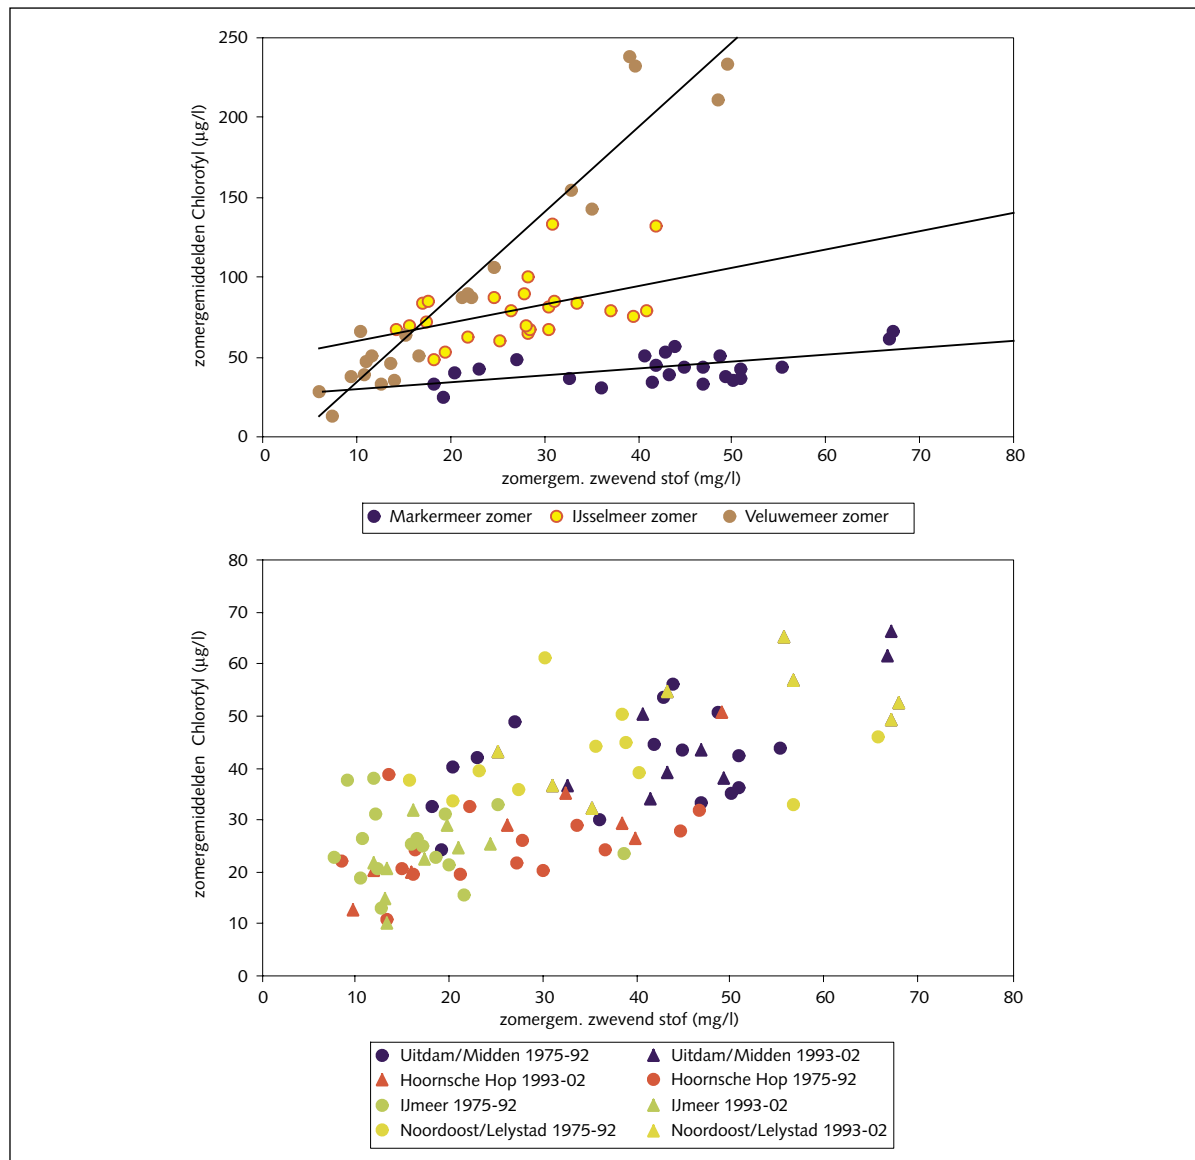 250
200
150
100
50
0
zomergemiddelden Chlorofyl (µg/l)
0 10 20 30 40 50 60 70 80
zomergem. zwevend stof (mg/l)
Markermeer zomer IJsselmeer zomer Veluwemeer zomer
80
70
60
50
40
30
20
10
0
zomergemiddelden Chlorofyl (µg/l)
0 10 20 30 40 50 60 70 80
zomergem. zwevend stof (mg/l)
Uitdam/Midden 1975-92 Uitdam/Midden 1993-02
Hoornsche Hop 1993-02 Hoornsche Hop 1975-92
IJmeer 1975-92 IJmeer 1993-02
Noordoost/Lelystad 1975-92 Noordoost/Lelystad 1993-02